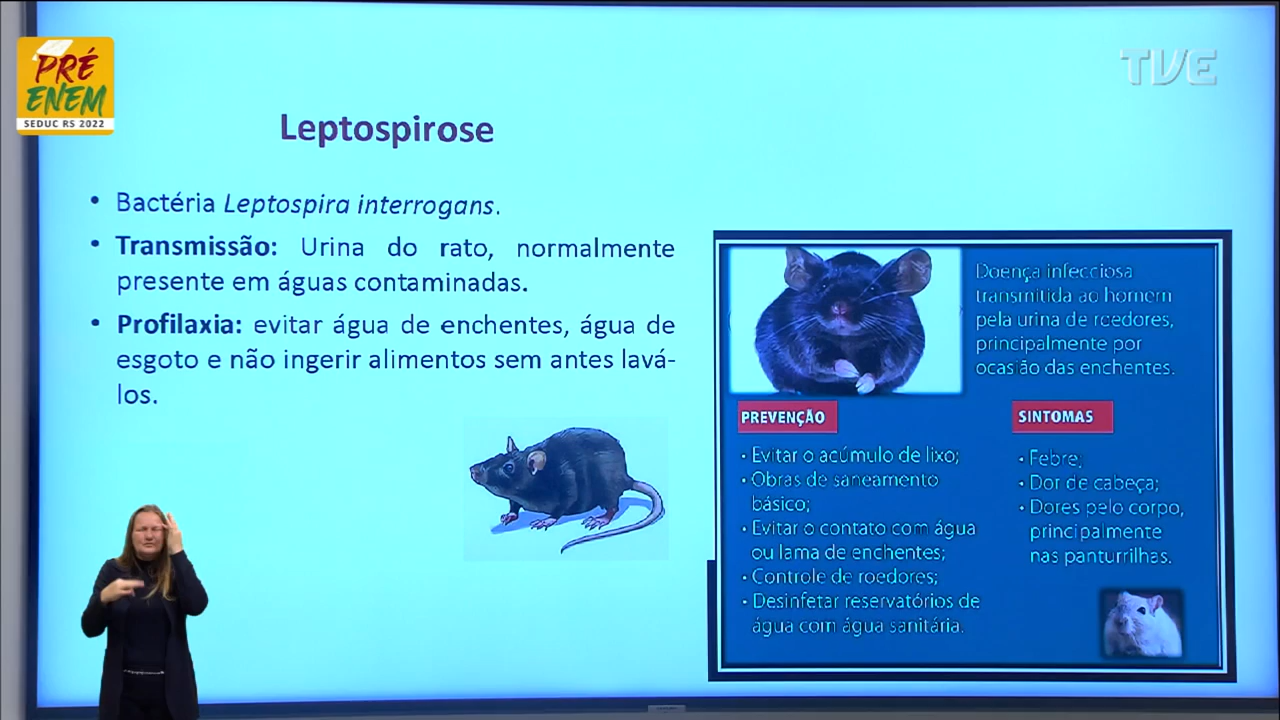 PRÉ
ENEM
SEDUC RS 2022
TVE
Leptospirose
• Bactéria Leptospira interrogans.
• Transmissão: Urina do rato, normalmente
presente em águas contaminadas.
• Profilaxia: evitar água de enchentes, água de
esgoto e não ingerir alimentos sem antes lavá-
los.
Doença infecciosa
transmitida ao homem
pela urina de roedores,
principalmente por
ocasião das enchentes.
PREVENÇÃO
• Evitar o acúmulo de lixo;
• Obras de saneamento
básico;
• Evitar o contato com água
ou lama de enchentes;
• Controle de roedores;
• Desinfetar reservatórios de
água com água sanitária.
SINTOMAS
• Febre;
• Dor de cabeça;
• Dores pelo corpo,
principalmente
nas panturrilhas.